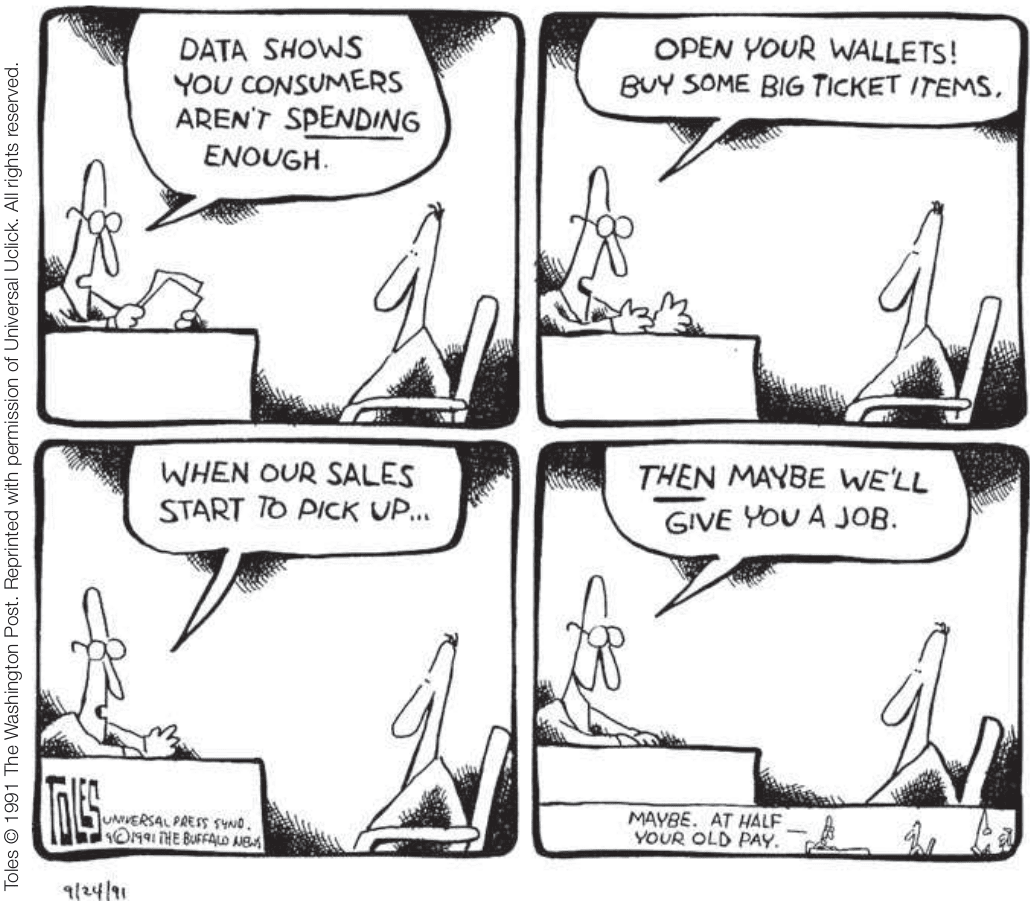 DATA SHOWS
YOU CONSUMERS
AREN'T SPENDING
ENOUGH.
OPEN YOUR WALLETS!
BUY SOME BIG TICKET ITEMS.
WHEN OUR SALES
START TO PICK UP...
TOLES
UNIVERSAL PRESS SYND.
9©1991 THE BUFFALO NEWS
THEN MAYBE WE'LL
GIVE YOU A JOB.
MAYBE. AT HALF
YOUR OLD PAY.
9/24/91
Toles © 1991 The Washington Post. Reprinted with permission of Universal Uclick. All rights reserved.